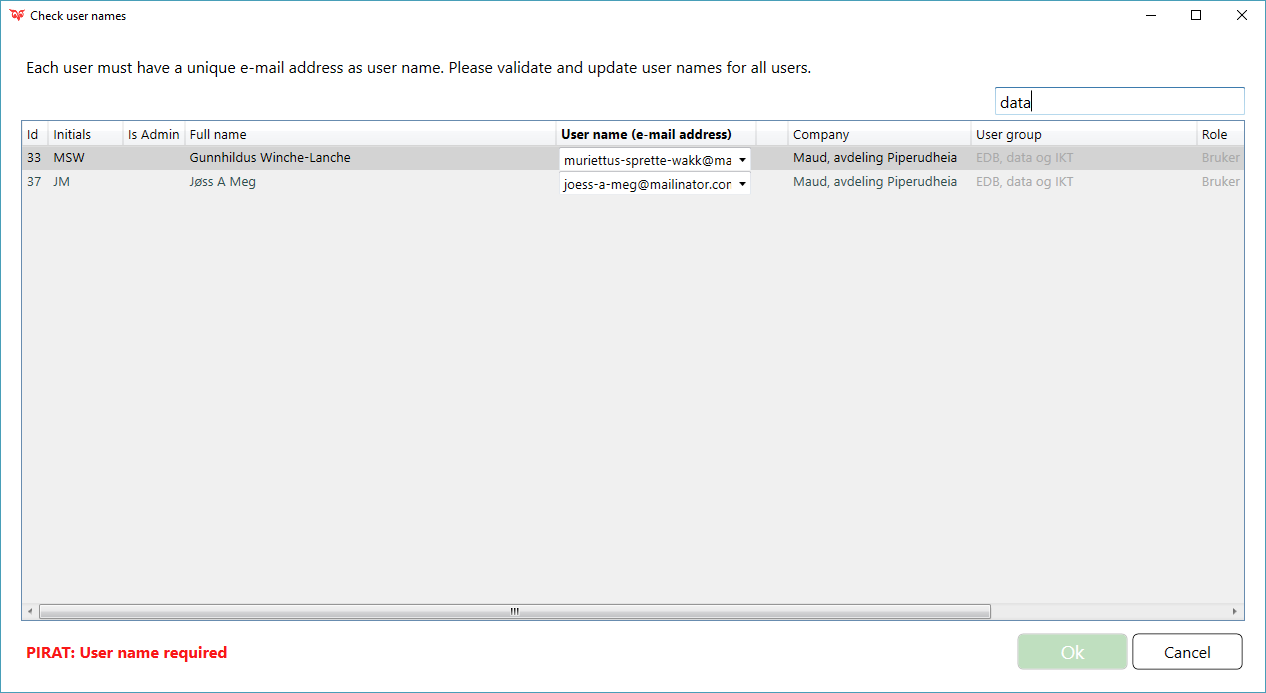 Check user names
Each user must have a unique e-mail address as user name. Please validate and update user names for all users.
data
Id Initials Is Admin Full name User name (e-mail address) Company User group Role
33 MSW Gunnhildus Winche-Lanche muriettus-sprette-wakk@ma Maud, avdeling Piperudheia EDB, data og IKT Bruker
37 JM Jøss A Meg joess-a-meg@mailinator.cor Maud, avdeling Piperudheia EDB, data og IKT Bruker
PIRAT: User name required
Ok Cancel